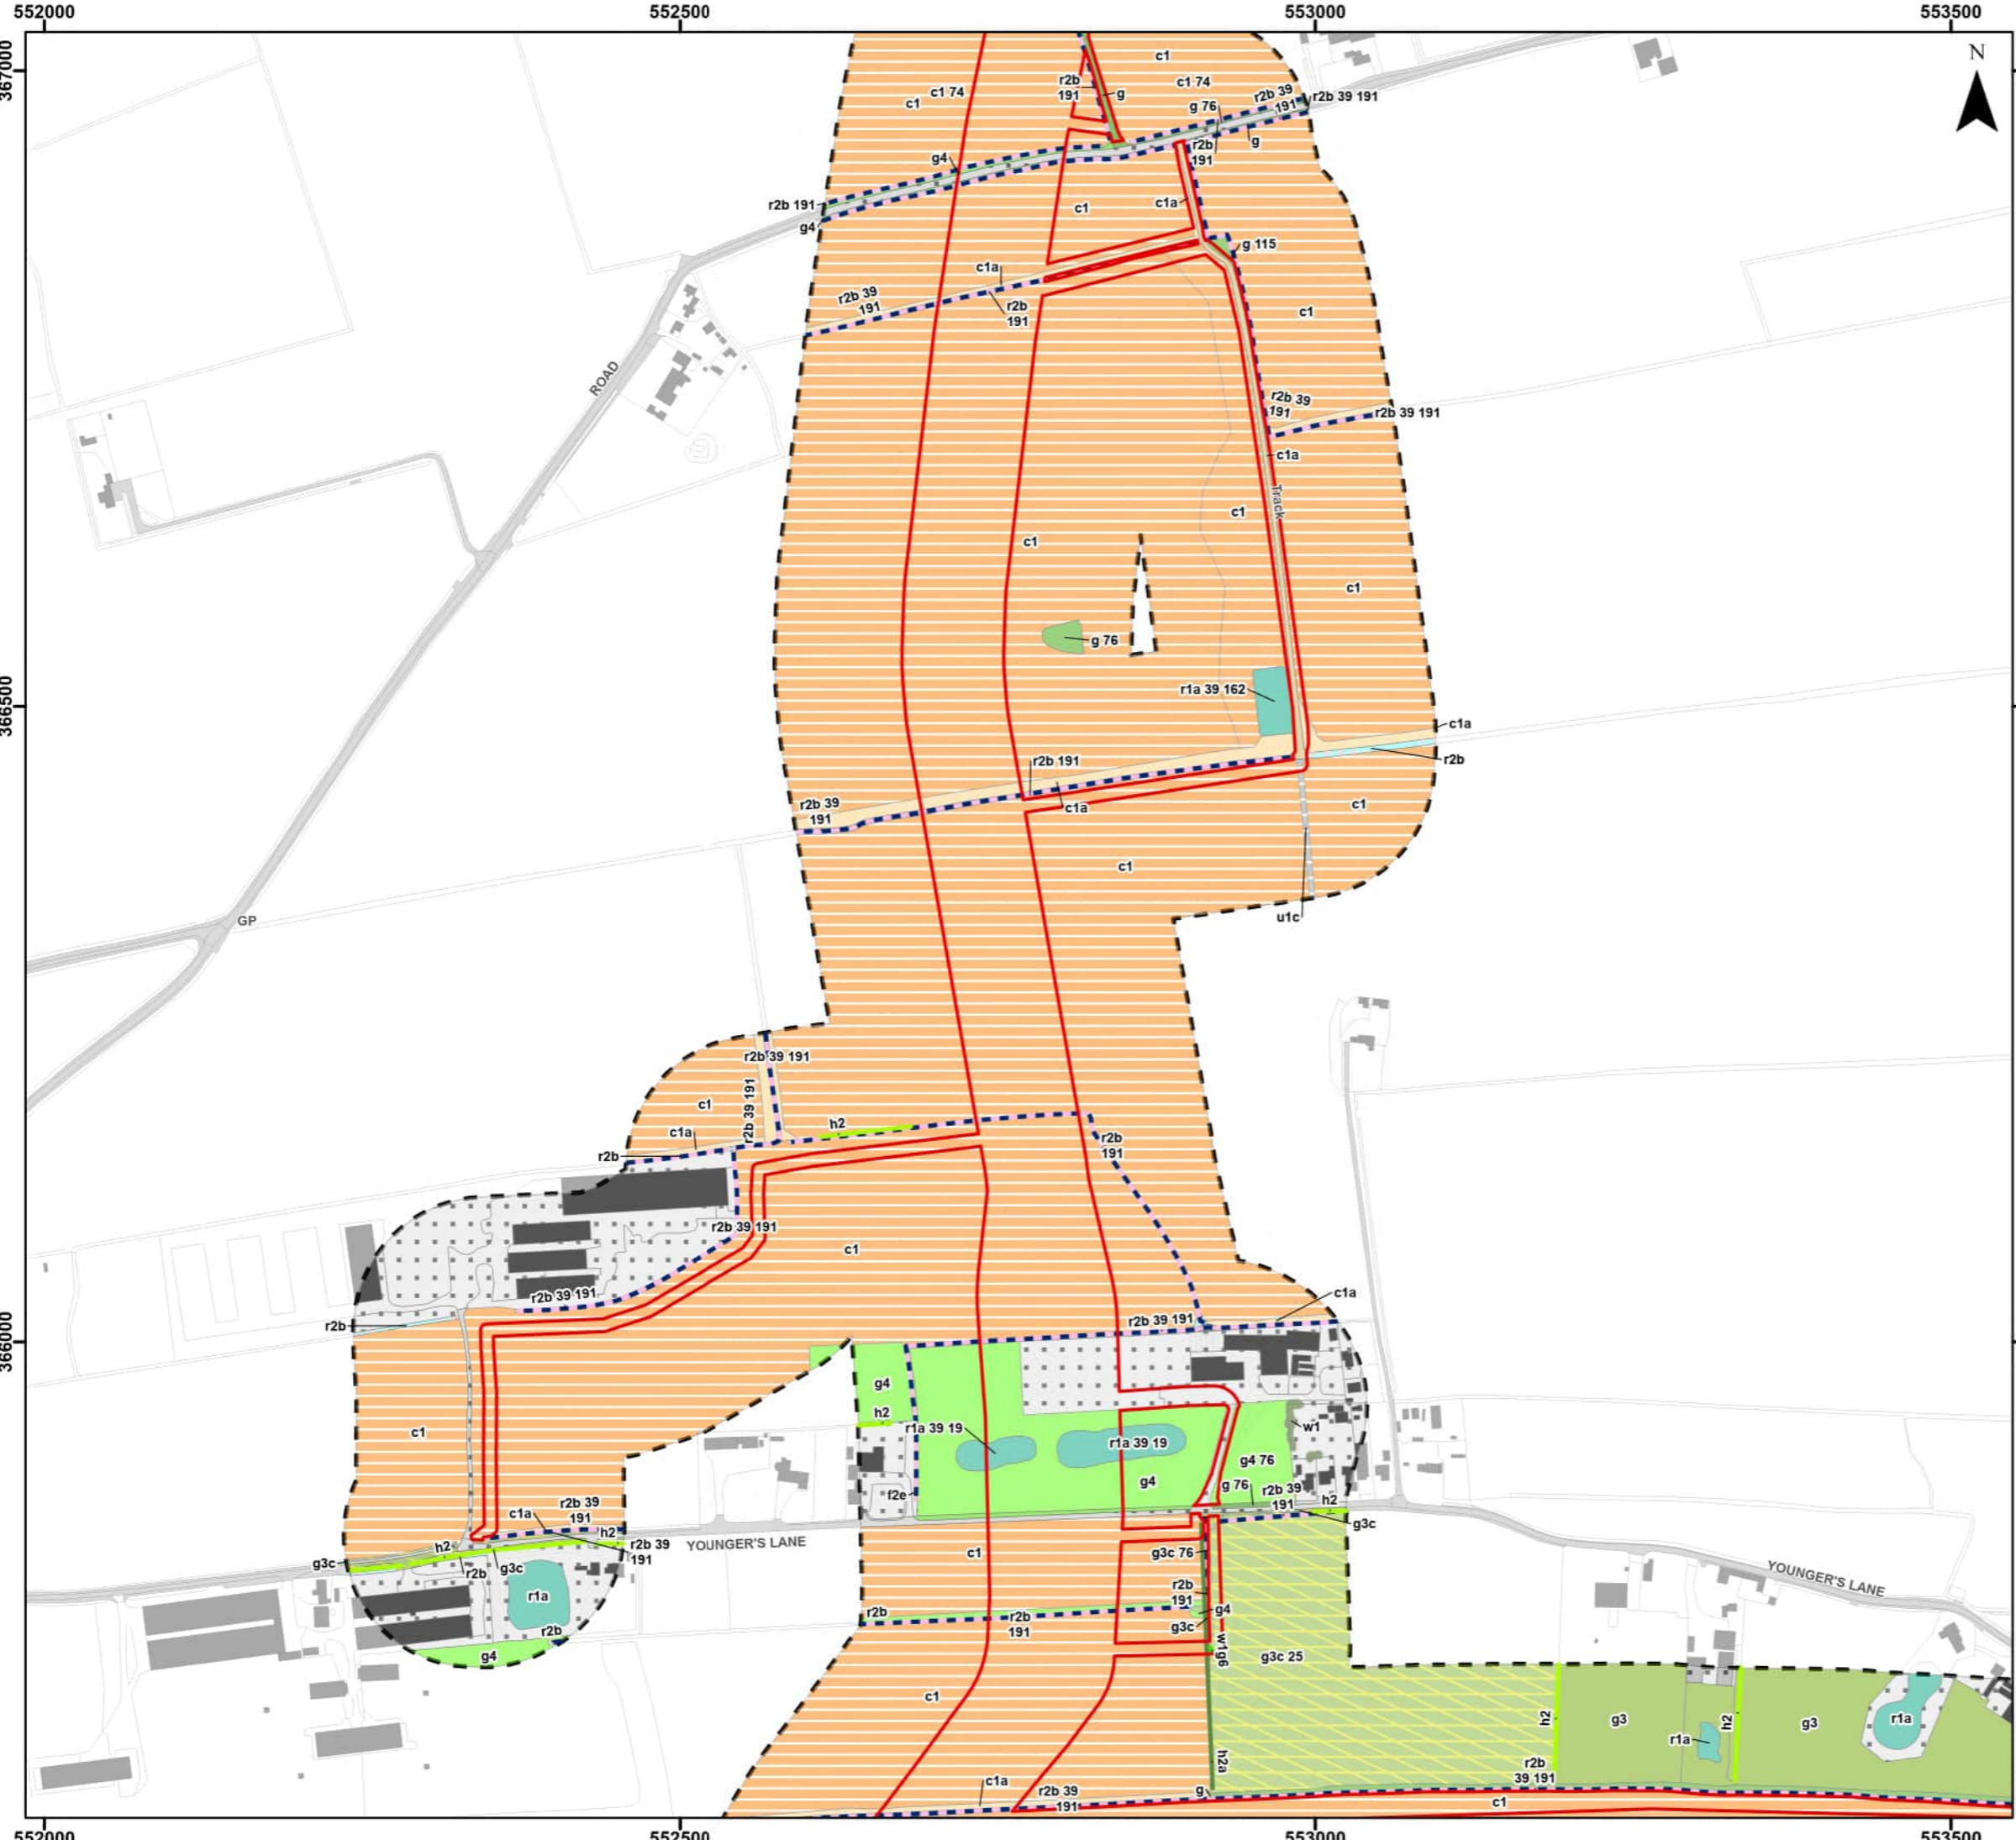 552000
552500
553000
553500
367000
N
c1
c1 74
c1 74
c1
r2b
191
g
g 76
r2b 39
191
r2b 39 191
g
r2b
191
g4
r2b 191
g4
c1
c1a
g 115
c1a
r2b 39
191
r2b
191
c1
ROAD
r2b 39
191
r2b 39 191
c1a
Track
c1
c1
c1
g 76
r1a 39 162
366500
c1a
r2b
r2b 191
r2b 39
191
c1a
c1
c1
u1c
GP
r2b 39 191
r2b 39 191
c1
h2
c1a
r2b
r2b
191
r2b 39 191
c1
r2b 39 191
c1a
r2b
r2b 39 191
366000
g4
h2
r1a 39 19
r1a 39 19
w1
c1
g4 76
g4
g 76
r2b 39
191
h2
f2e
r2b 39
191
c1a
h2
g3c
h2
r2b 39
191
YOUNGER'S LANE
g3c
r2b
g3c
c1
g3c 76
YOUNGER'S LANE
r1a
r2b
191
r2b
r2b
191
g4
g3c
r2b
g4
w1g6
g3c 25
c1
h2
g3
r1a
h2
g3
r1a
h2a
r2b
39 191
c1a
r2b 39
191
g
c1
552000
552500
553000
553500